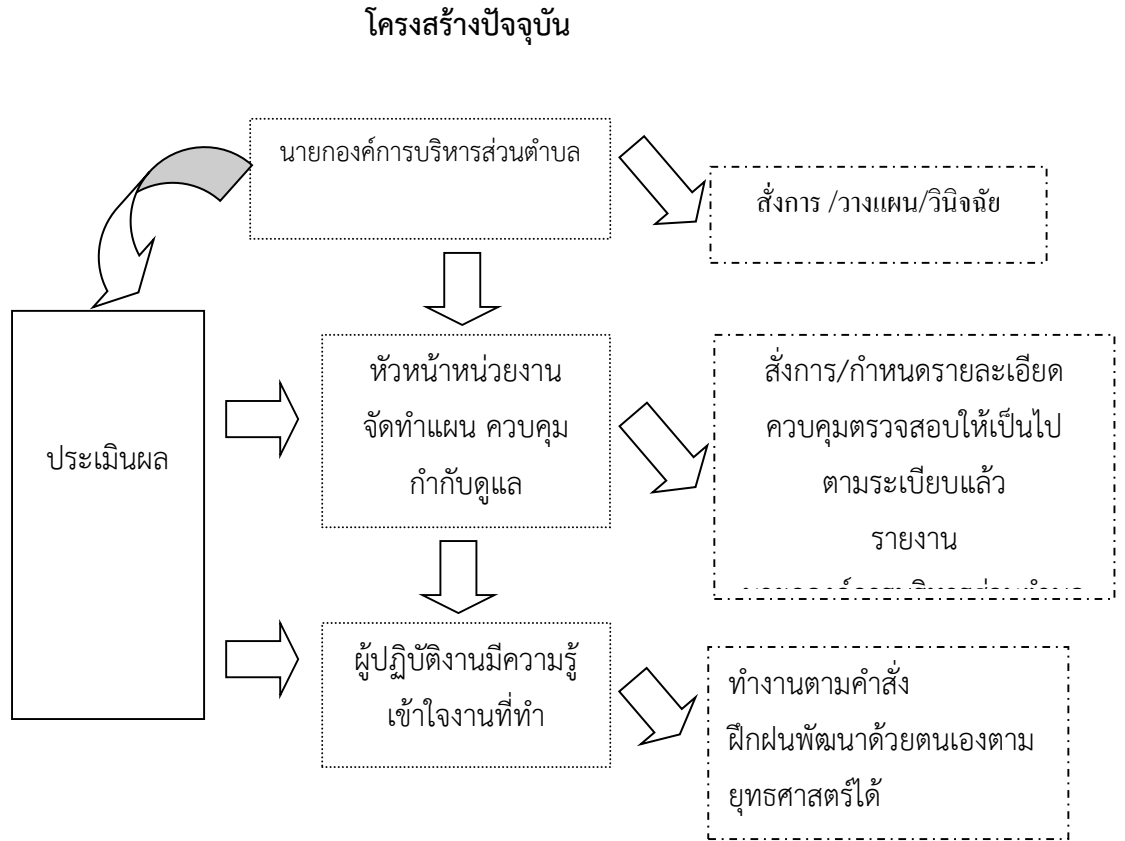 โครงสร้างปัจจุบัน
นายกองค์การบริหารส่วนตำบล
สั่งการ /วางแผน/วินิจฉัย
ประเมินผล
หัวหน้าหน่วยงาน
จัดทำแผน ควบคุม
กำกับดูแล
สั่งการ/กำหนดรายละเอียด
ควบคุมตรวจสอบให้เป็นไป
ตามระเบียบแล้ว
รายงาน
ผู้ปฏิบัติงานมีความรู้
เข้าใจงานที่ทำ
ทำงานตามคำสั่ง
ฝึกฝนพัฒนาด้วยตนเองตาม
ยุทธศาสตร์ได้